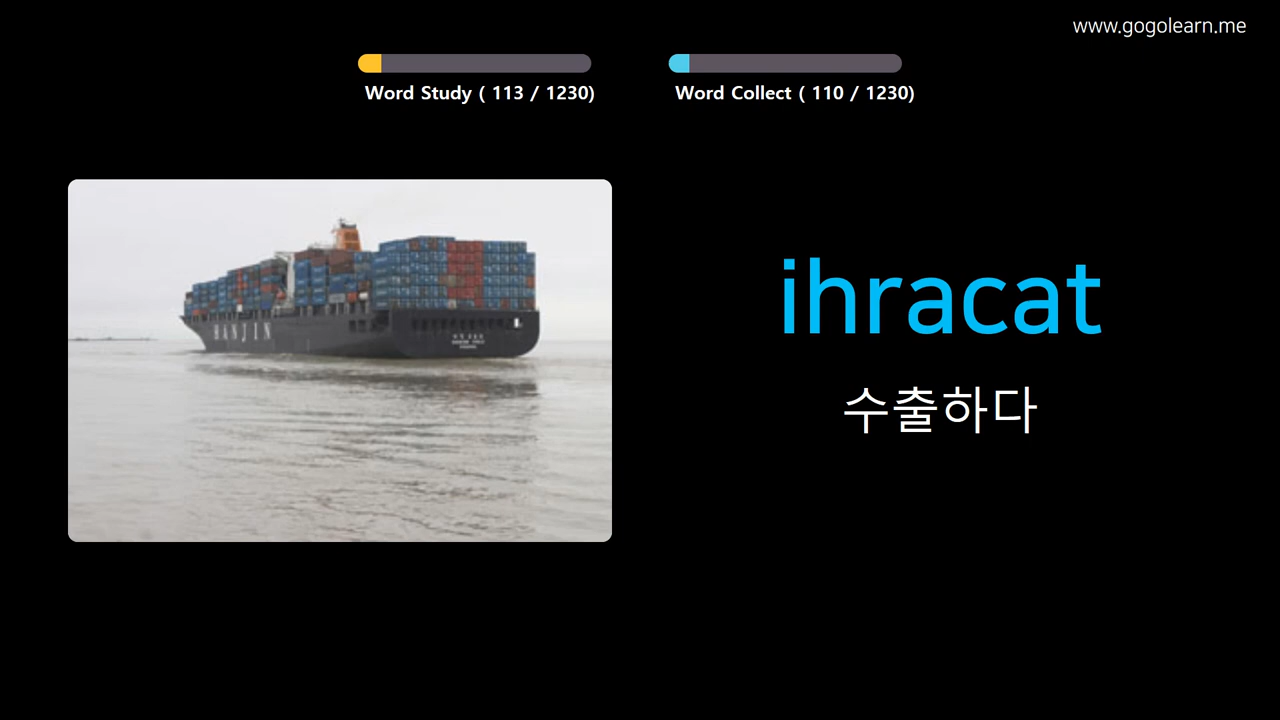 www.gogolearn.me
Word Study ( 113 / 1230)
Word Collect ( 110 / 1230)
HANJIN
ihracat
수출하다